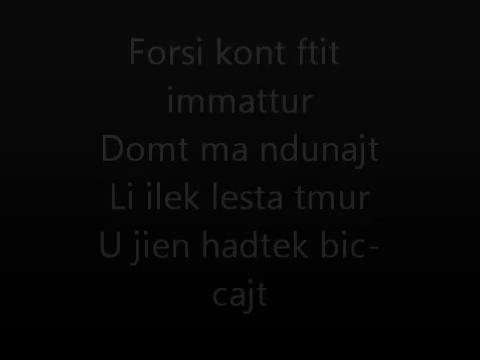 Forsi kont ftit
immattur
Domt ma ndunajt
Li ilek lesta tmur
U jien hadtek bic-
cajt